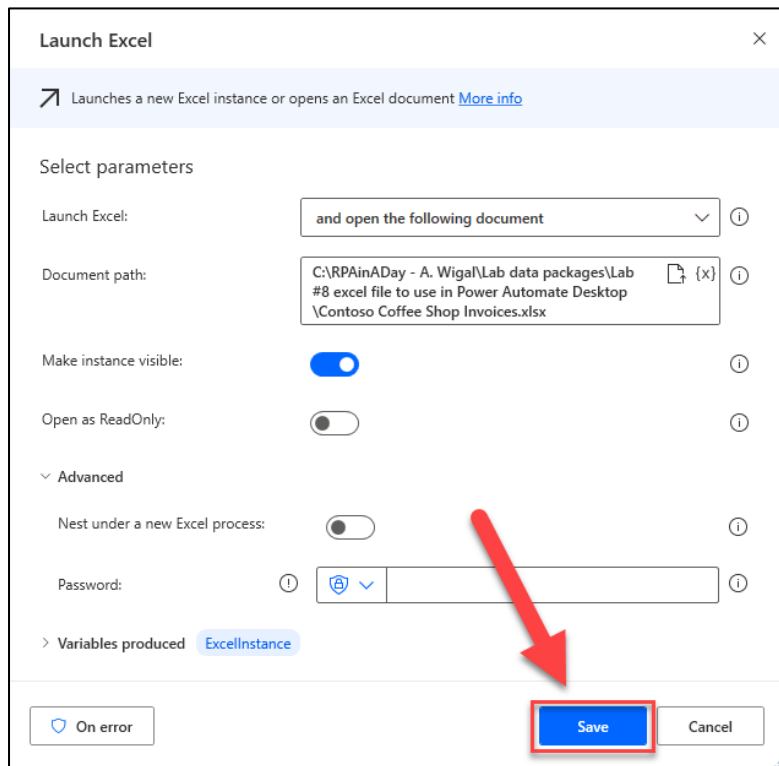 Launch Excel
Launches a new Excel instance or opens an Excel document More info
Select parameters
Launch Excel:
and open the following document
Document path:
C:\RPAinADay - A. Wigal\Lab data packages\Lab
#8 excel file to use in Power Automate Desktop
\Contoso Coffee Shop Invoices.xlsx
{x}
Make instance visible:
Open as ReadOnly:
Advanced
Nest under a new Excel process:
Password:
Variables produced ExcelInstance
On error
Save
Cancel